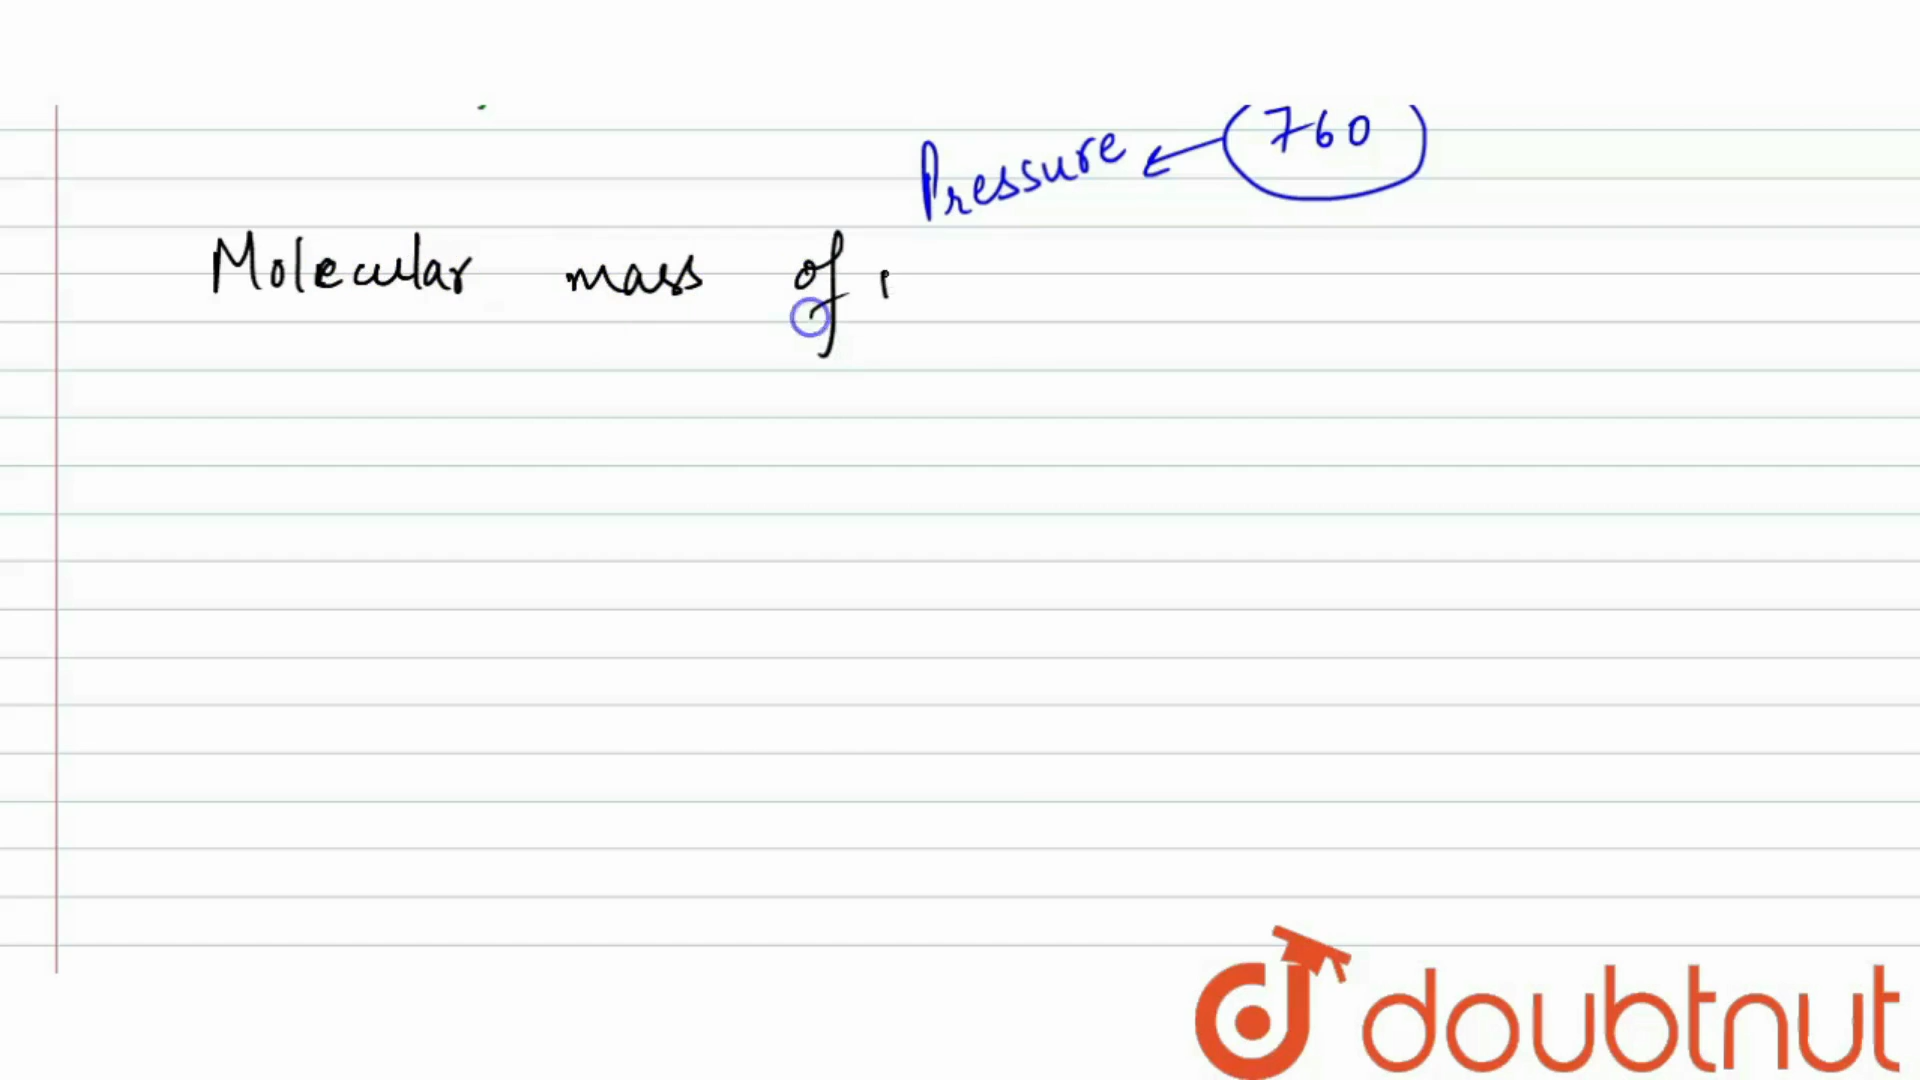 Pressure ← 760
Molecular mass of
doubtnut